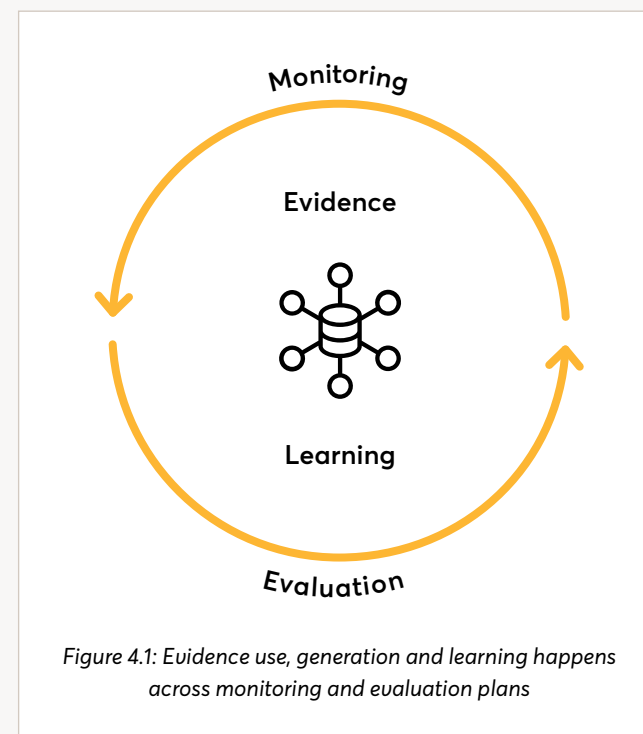 Monitoring
Evidence
Learning
Evaluation
Figure 4.1: Evidence use, generation and learning happens
across monitoring and evaluation plans